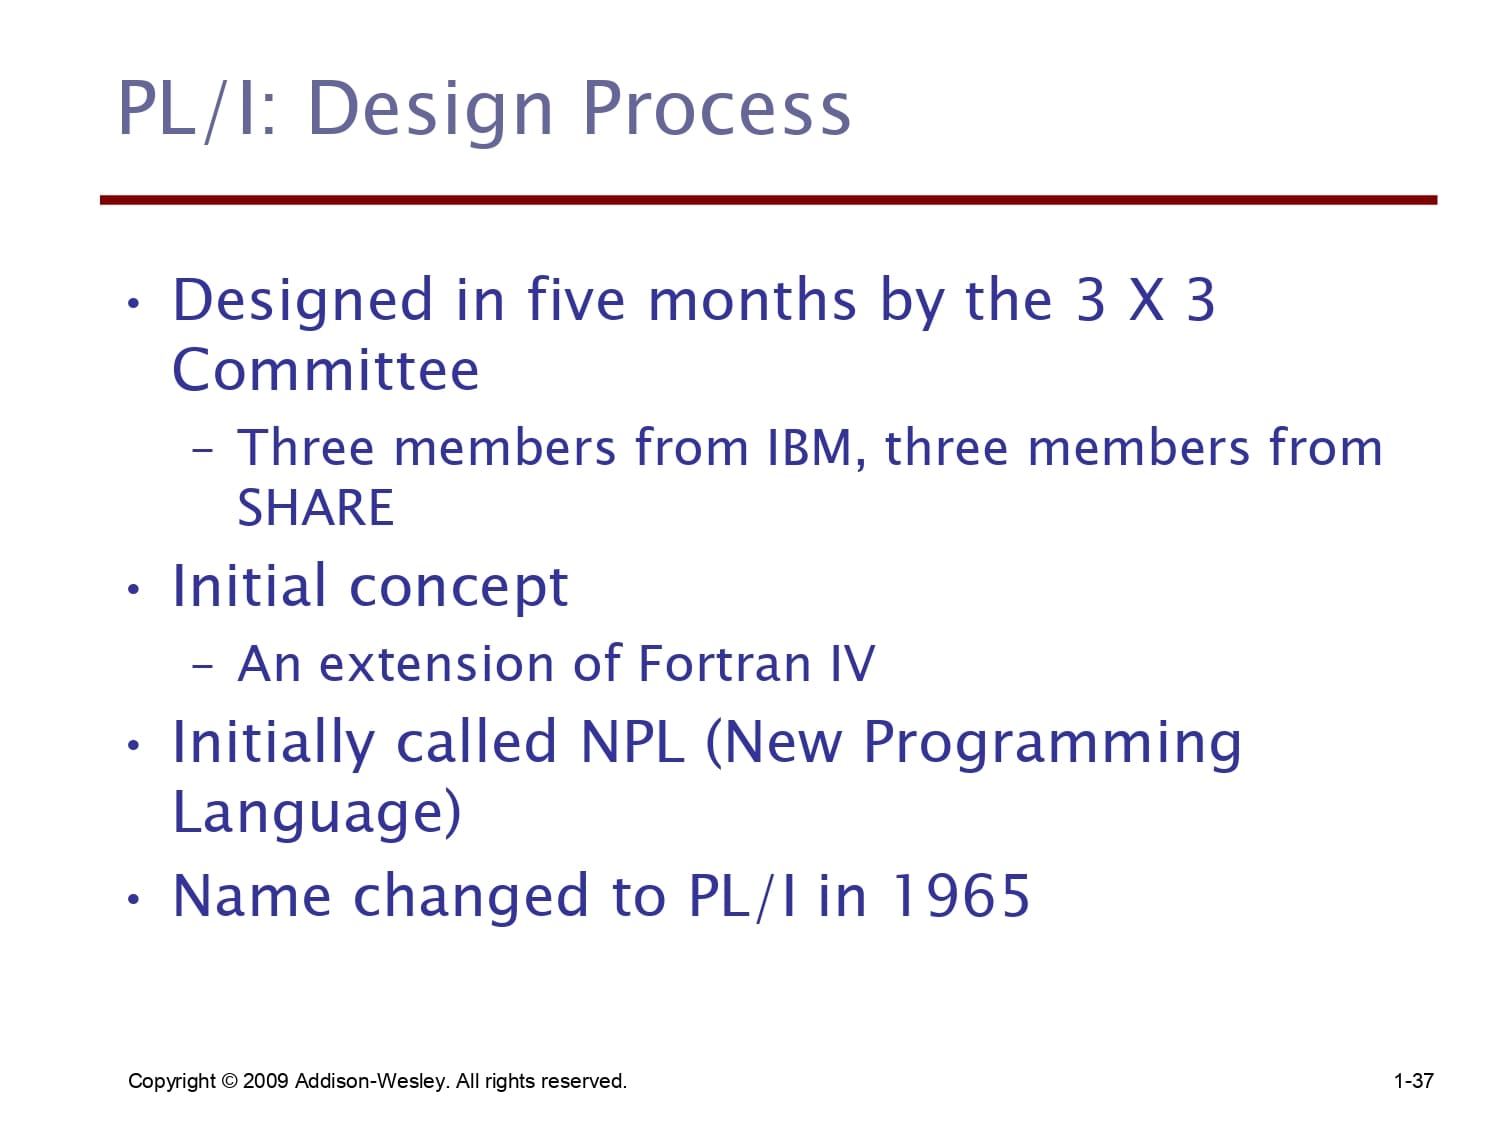 PL/I: Design Process
• Designed in five months by the 3 X 3
Committee
– Three members from IBM, three members from
SHARE
• Initial concept
– An extension of Fortran IV
• Initially called NPL (New Programming
Language)
• Name changed to PL/I in 1965
Copyright © 2009 Addison-Wesley. All rights reserved.
1-37